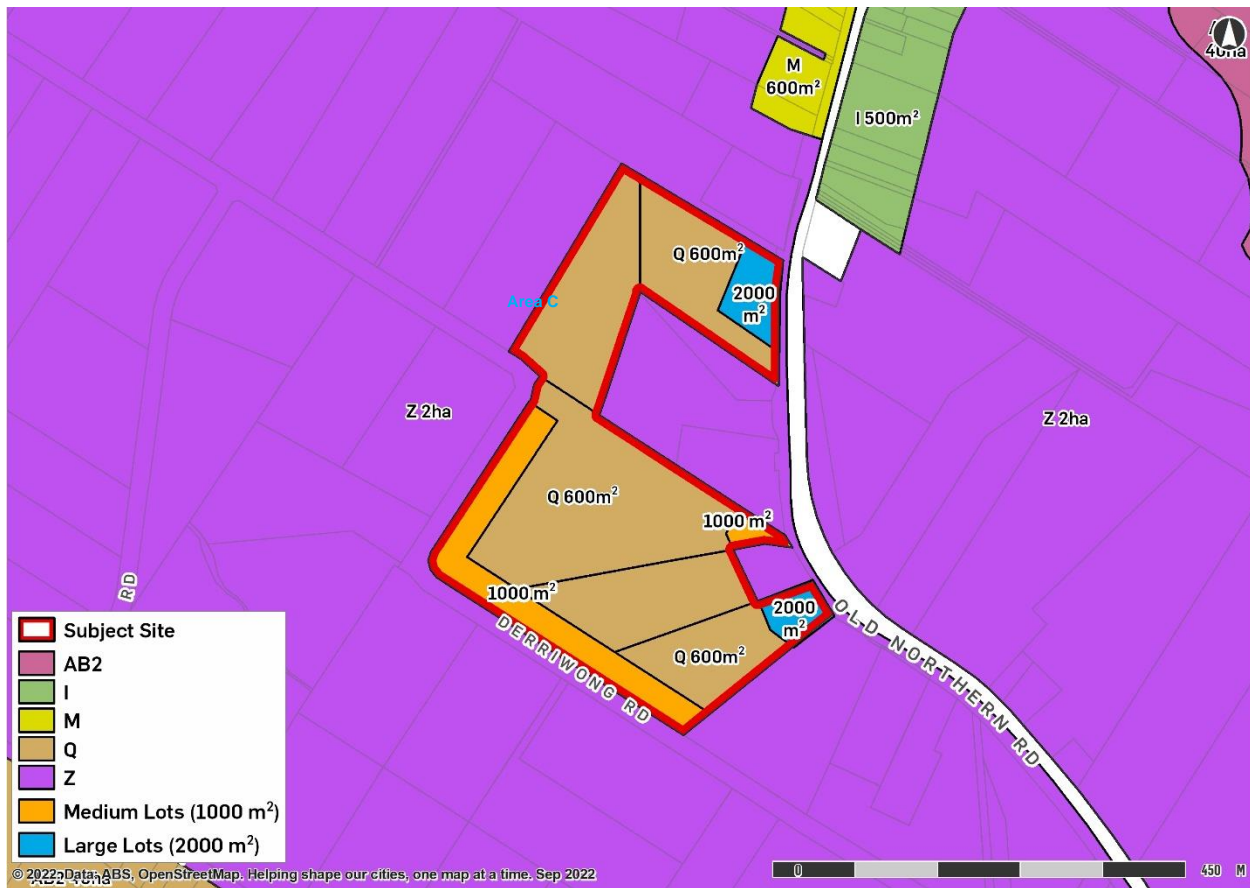 40ha
M
600m²
I 500m²
Q 600m²
2000
m²
Area C
Z 2ha
Z 2ha
Q 600m²
1000 m²
1000 m²
2000
m²
Q 600m²
RD
DERRIWONG RD
OLD NORTHERN RD
Subject Site
AB2
I
M
Q
Z
Medium Lots (1000 m²)
Large Lots (2000 m²)
© 2022. Data: ABS, OpenStreetMap. Helping shape our cities, one map at a time. Sep 2022
0 450 M